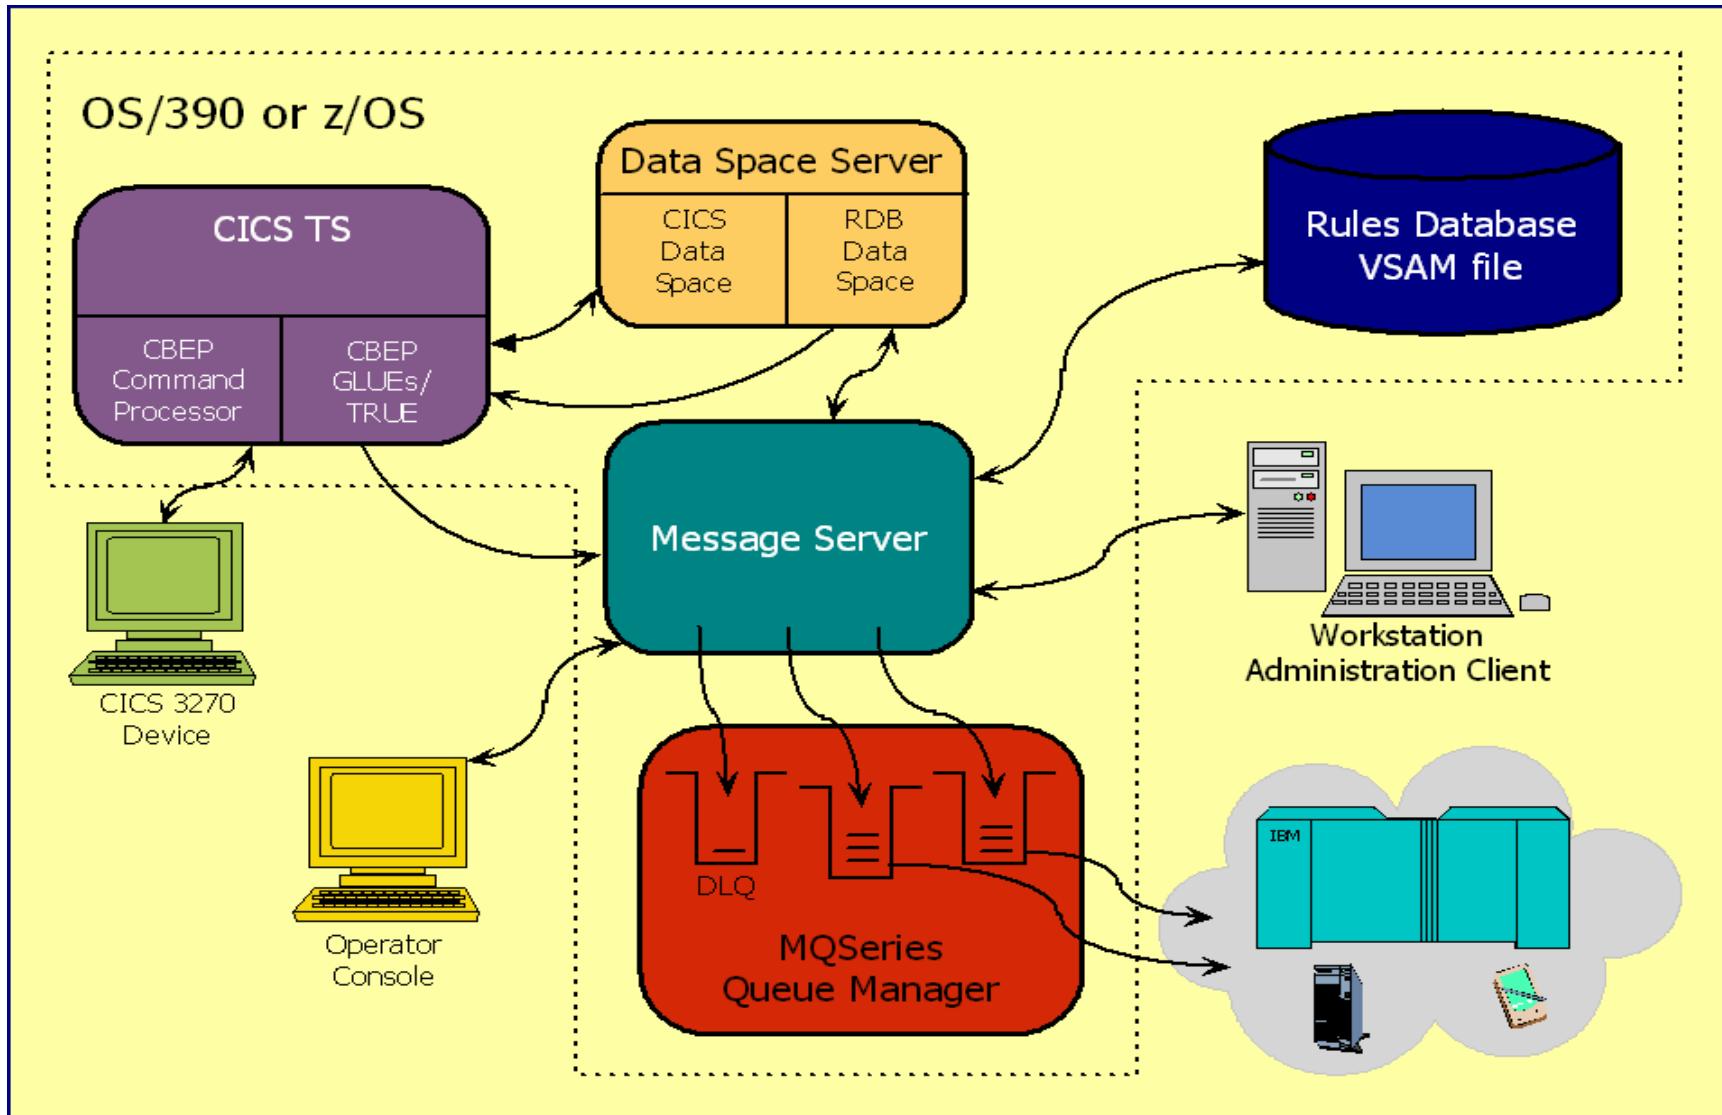 OS/390 or z/OS
CICS TS
CBEP
Command
Processor
CBEP
GLUEs/
TRUE
Data Space Server
CICS
Data
Space
RDB
Data
Space
Rules Database
VSAM file
Message Server
CICS 3270
Device
Operator
Console
Workstation
Administration Client
DLQ
MQSeries
Queue Manager
IBM